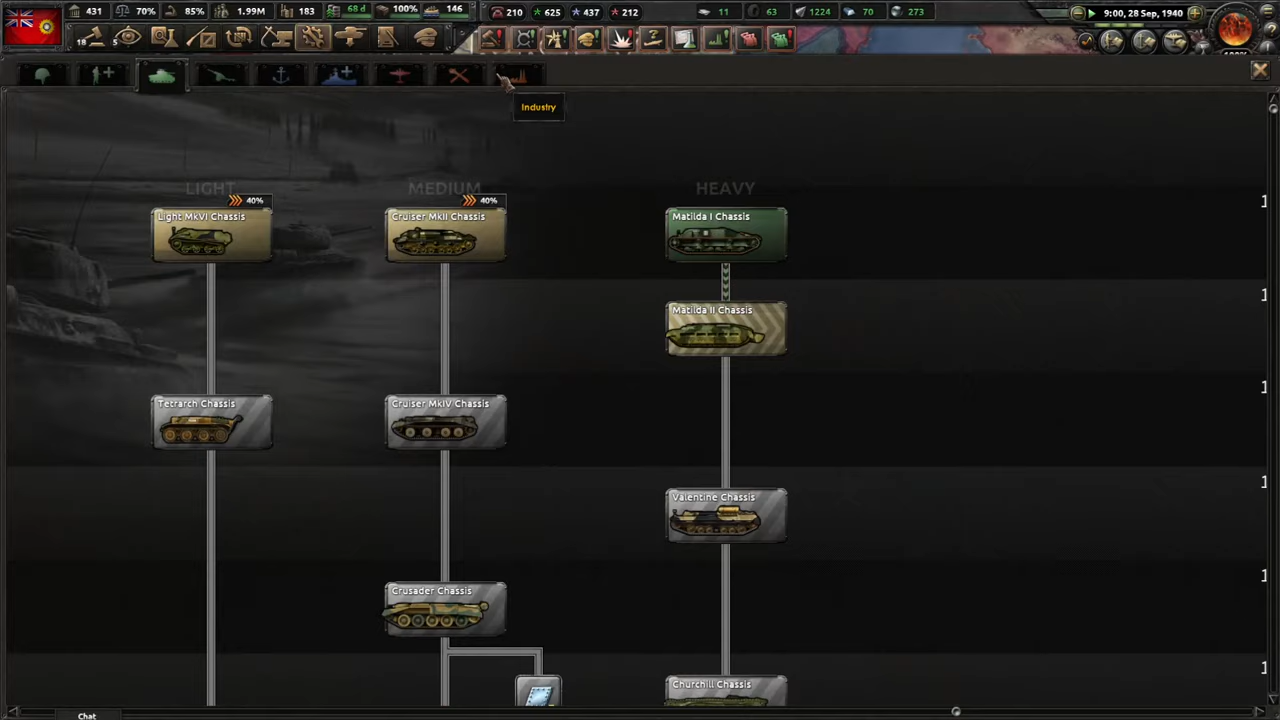 431 70% 85% 1.99M 183 68 d 100% 146 210 625 437 212 11 63 1224 70 273 9:00, 28 Sep, 1940
Industry
LIGHT MEDIUM HEAVY
40% 40%
Light MkVI Chassis Cruiser MkII Chassis Matilda I Chassis
Matilda II Chassis
Tetrarch Chassis Cruiser MkIV Chassis
Valentine Chassis
Crusader Chassis
Churchill Chassis
Chat